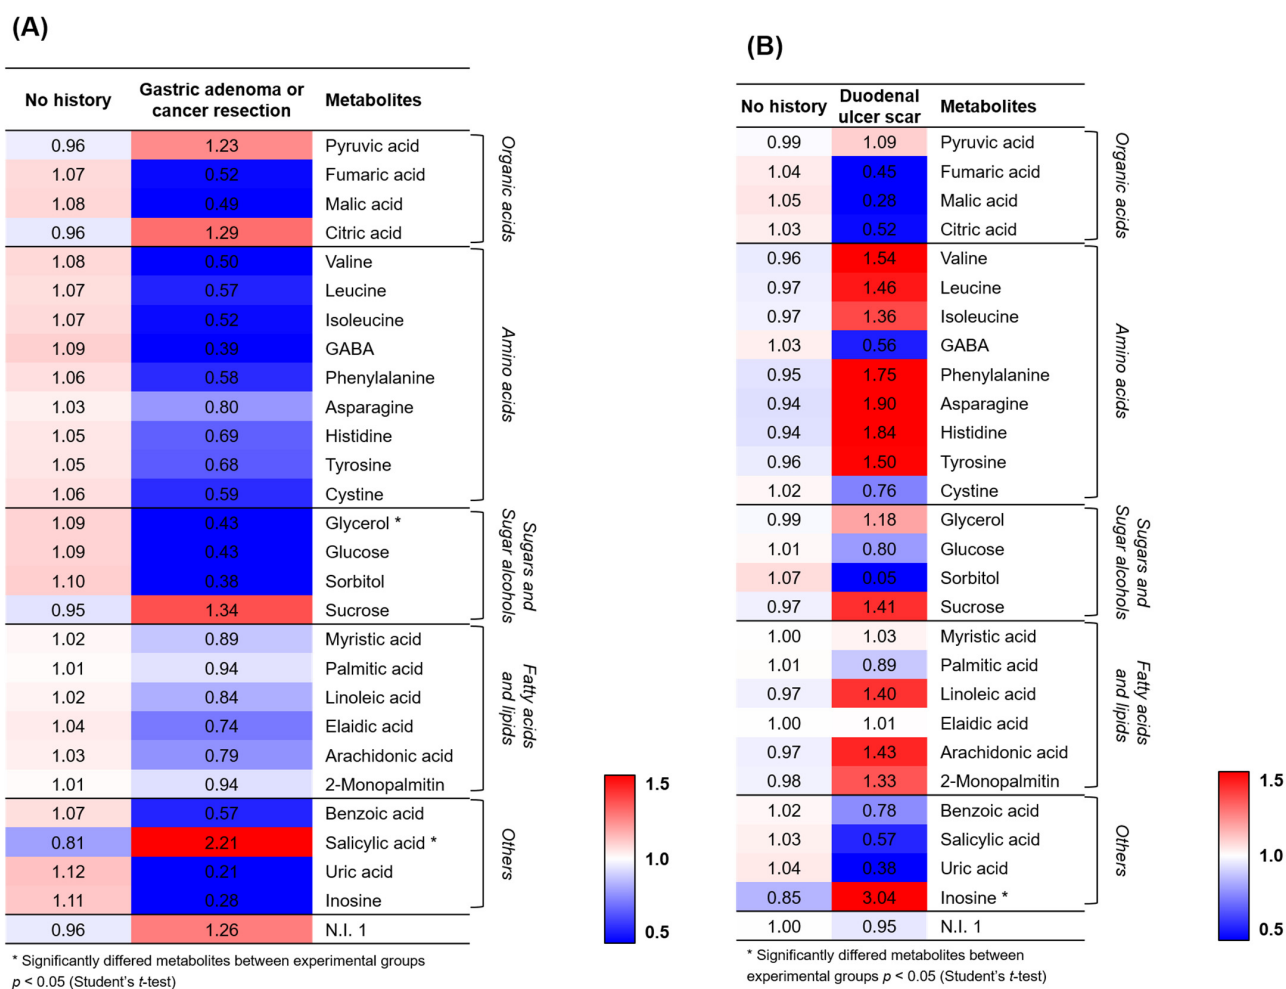 (A)
No history Gastric adenoma or cancer resection Metabolites
0.96 1.23 Pyruvic acid
1.07 0.52 Fumaric acid
1.08 0.49 Malic acid
0.96 1.29 Citric acid
Organic acids
1.08 0.50 Valine
1.07 0.57 Leucine
1.07 0.52 Isoleucine
1.09 0.39 GABA
1.06 0.58 Phenylalanine
1.03 0.80 Asparagine
1.05 0.69 Histidine
1.05 0.68 Tyrosine
1.06 0.59 Cystine
Amino acids
1.09 0.43 Glycerol *
1.09 0.43 Glucose
1.10 0.38 Sorbitol
0.95 1.34 Sucrose
Sugars and
Sugar alcohols
1.02 0.89 Myristic acid
1.01 0.94 Palmitic acid
1.02 0.84 Linoleic acid
1.04 0.74 Elaidic acid
1.03 0.79 Arachidonic acid
1.01 0.94 2-Monopalmitin
Fatty acids
and lipids
1.07 0.57 Benzoic acid
0.81 2.21 Salicylic acid *
1.12 0.21 Uric acid
1.11 0.28 Inosine
Others
0.96 1.26 N.I. 1
* Significantly differed metabolites between experimental groups
p < 0.05 (Student's t-test)
1.5
1.0
0.5
(B)
No history Duodenal ulcer scar Metabolites
0.99 1.09 Pyruvic acid
1.04 0.45 Fumaric acid
1.05 0.28 Malic acid
1.03 0.52 Citric acid
Organic acids
0.96 1.54 Valine
0.97 1.46 Leucine
0.97 1.36 Isoleucine
1.03 0.56 GABA
0.95 1.75 Phenylalanine
0.94 1.90 Asparagine
0.94 1.84 Histidine
0.96 1.50 Tyrosine
1.02 0.76 Cystine
Amino acids
0.99 1.18 Glycerol
1.01 0.80 Glucose
1.07 0.05 Sorbitol
0.97 1.41 Sucrose
Sugars and
Sugar alcohols
1.00 1.03 Myristic acid
1.01 0.89 Palmitic acid
0.97 1.40 Linoleic acid
1.00 1.01 Elaidic acid
0.97 1.43 Arachidonic acid
0.98 1.33 2-Monopalmitin
Fatty acids
and lipids
1.02 0.78 Benzoic acid
1.03 0.57 Salicylic acid
1.04 0.38 Uric acid
0.85 3.04 Inosine *
Others
1.00 0.95 N.I. 1
* Significantly differed metabolites between
experimental groups p < 0.05 (Student's t-test)
1.5
1.0
0.5